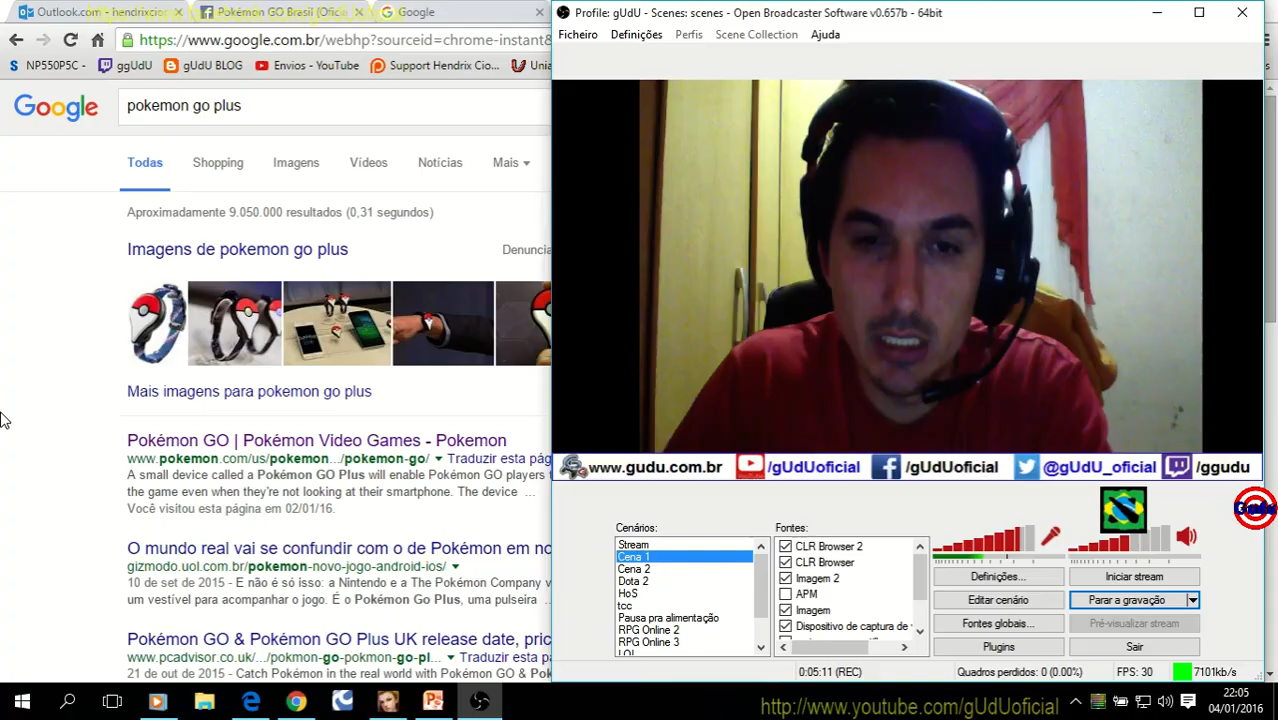 Outlook.com - hendrixcios
Pokémon GO Brasil (Oficia
Google
https://www.google.com.br/webhp?sourceid=chrome-instant&
NP550P5C - ggUdU gUdU BLOG Envios - YouTube Support Hendrix Cio... Unia
Google
pokemon go plus
Todas Shopping Imagens Vídeos Notícias Mais
Aproximadamente 9.050.000 resultados (0,31 segundos)
Imagens de pokemon go plus
Denuncia
Mais imagens para pokemon go plus
Pokémon GO | Pokémon Video Games - Pokemon
www.pokemon.com/us/pokemon.../pokemon-go/ Traduzir esta pág
A small device called a Pokémon GO Plus will enable Pokémon GO players t
the game even when they're not looking at their smartphone. The device ...
Você visitou esta página em 02/01/16.
O mundo real vai se confundir com o de Pokémon em no
gizmodo.uol.com.br/pokemon-novo-jogo-android-ios/
10 de set de 2015 - E não é só isso: a Nintendo e a The Pokémon Company v
um vestível para acompanhar o jogo. É o Pokémon Go Plus, uma pulseira ..
Pokémon GO & Pokémon GO Plus UK release date, pric
www.pcadvisor.co.uk/.../pokmon-go-pokmon-go-pl... Traduzir esta pág
21 de out de 2015 - Catch Pokémon in the real world with Pokémon GO and
Profile: gUdU - Scenes: scenes - Open Broadcaster Software v0.657b - 64bit
Ficheiro Definições Perfis Scene Collection Ajuda
www.gudu.com.br /gUdUoficial /gUdUoficial @gUdU_oficial /ggudu
Gudu
Cenários:
Stream
Cena 1
Cena 2
Dota 2
HoS
tcc
Pausa pra alimentação
RPG Online 2
RPG Online 3
LOL
Fontes:
CLR Browser 2
CLR Browser
Imagem 2
APM
Imagem
Dispositivo de captura de
Definições... Iniciar stream
Editar cenário Parar a gravação
Fontes globais... Pré-visualizar stream
Plugins Sair
0:05:11 (REC) Quadros perdidos: 0 (0.00%) FPS: 30 7101kb/s
http://www.youtube.com/gUdUoficial
22:05
04/01/2016